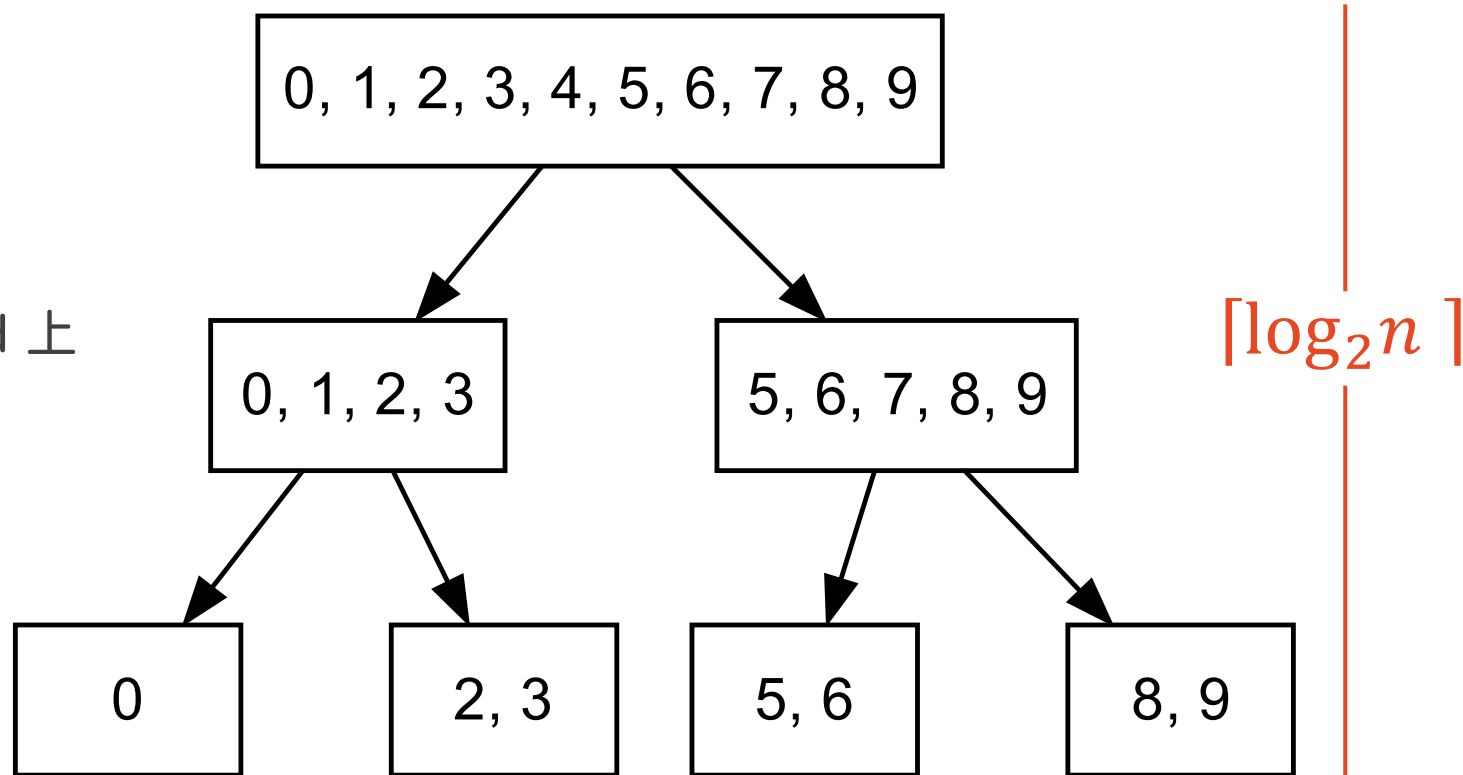 0, 1, 2, 3, 4, 5, 6, 7, 8, 9
上
⌈log₂n ⌉
0, 1, 2, 3
5, 6, 7, 8, 9
0
2, 3
5, 6
8, 9